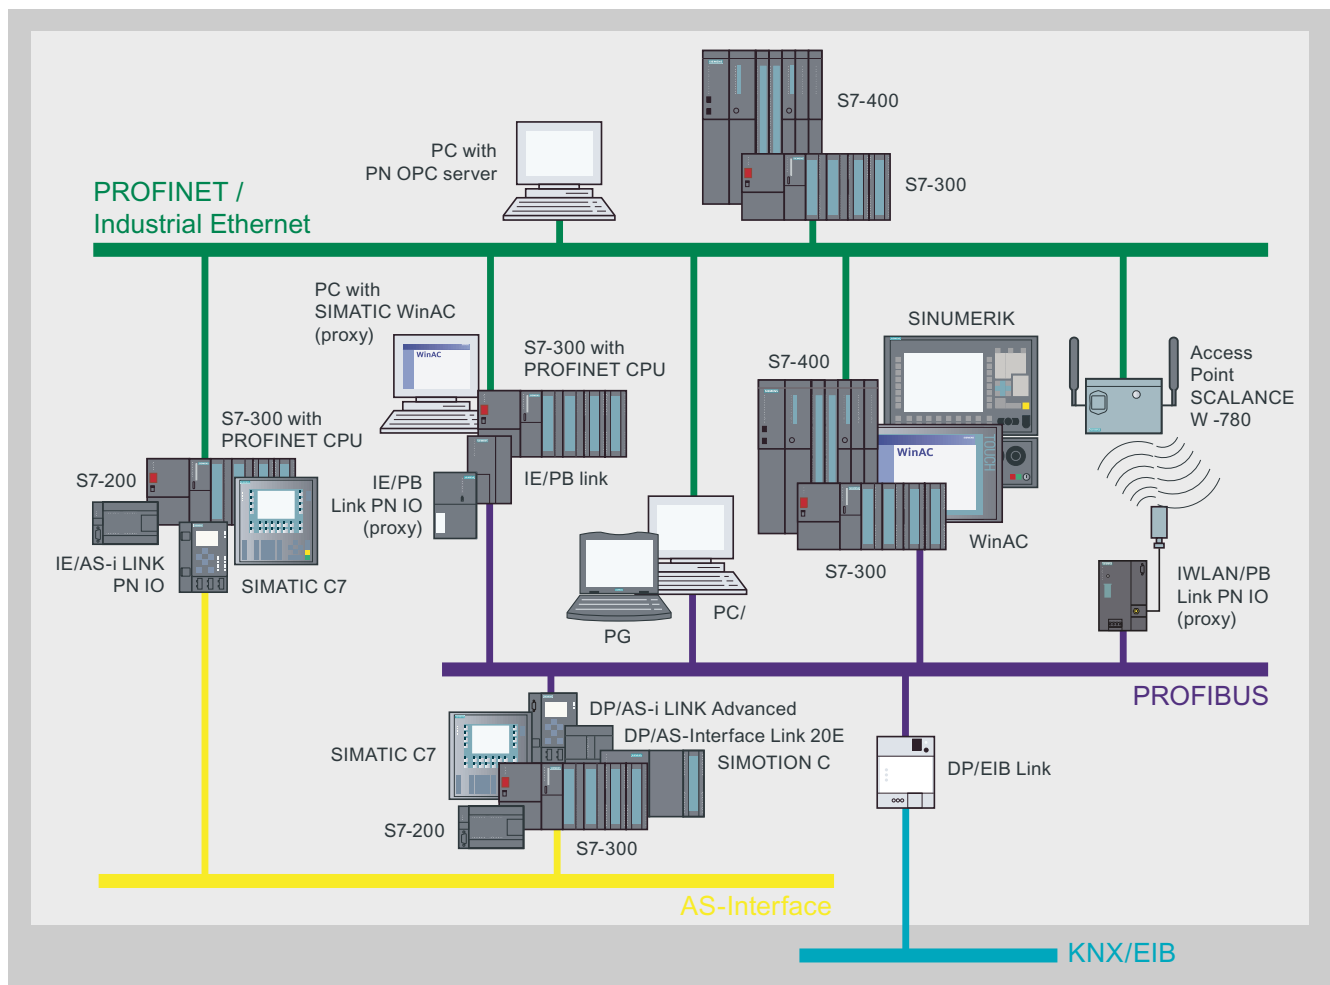 S7-400
PC with
PN OPC server
S7-300
PROFINET /
Industrial Ethernet
PC with
SIMATIC WinAC
(proxy)
WinAC
S7-300 with
PROFINET CPU
SINUMERIK
S7-400
Access
Point
SCALANCE
W -780
S7-300 with
PROFINET CPU
S7-200
IE/PB
Link PN IO
(proxy)
IE/PB link
WinAC
TOUCH
WinAC
S7-300
IE/AS-i LINK
PN IO
SIMATIC C7
PC/
PG
IWLAN/PB
Link PN IO
(proxy)
PROFIBUS
DP/AS-i LINK Advanced
DP/AS-Interface Link 20E
SIMATIC C7
SIMOTION C
DP/EIB Link
S7-200
S7-300
AS-Interface
KNX/EIB